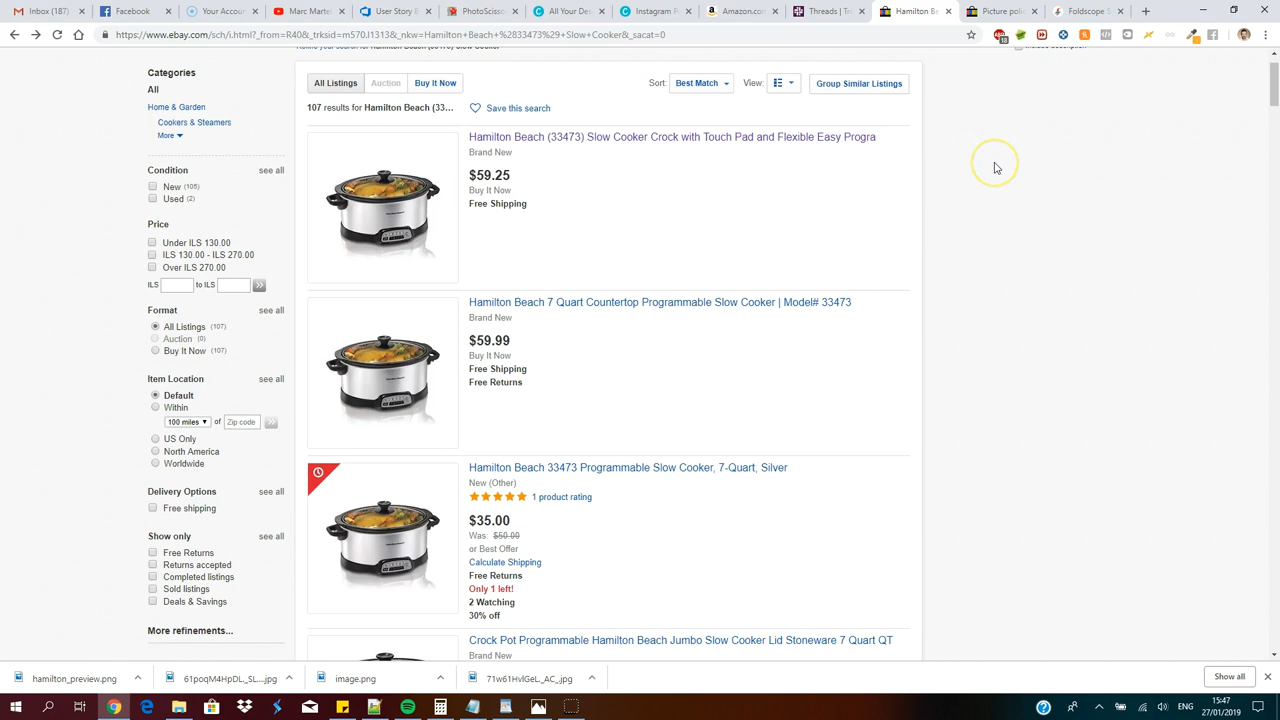 Inbox (187)
Facebook
Your Accou
Marc Marte
User Story B
PhotoScisso
All Your Des
Instagram P
Amazon.com
Threads | Tr
Hamilton Be
Picture poli
Foldscope S
https://www.ebay.com/sch/i.html?_from=R40&_trksid=m570.l1313&_nkw=Hamilton+Beach+%2833473%29+Slow+Cooker&_sacat=0
Categories
All
Home & Garden
Cookers & Steamers
More
Condition see all
New (105)
Used (2)
Price
Under ILS 130.00
ILS 130.00 - ILS 270.00
Over ILS 270.00
ILS to ILS
Format see all
All Listings (107)
Auction (0)
Buy It Now (107)
Item Location see all
Default
Within
100 miles of Zip code
US Only
North America
Worldwide
Delivery Options see all
Free shipping
Show only see all
Free Returns
Returns accepted
Completed listings
Sold listings
Deals & Savings
More refinements...
All Listings Auction Buy It Now
Sort: Best Match View: Group Similar Listings
107 results for Hamilton Beach (33... Save this search
Hamilton Beach (33473) Slow Cooker Crock with Touch Pad and Flexible Easy Progra
Brand New
$59.25
Buy It Now
Free Shipping
Hamilton Beach 7 Quart Countertop Programmable Slow Cooker | Model# 33473
Brand New
$59.99
Buy It Now
Free Shipping
Free Returns
Hamilton Beach 33473 Programmable Slow Cooker, 7-Quart, Silver
New (Other)
1 product rating
$35.00
Was: $50.00
or Best Offer
Calculate Shipping
Free Returns
Only 1 left!
2 Watching
30% off
Crock Pot Programmable Hamilton Beach Jumbo Slow Cooker Lid Stoneware 7 Quart QT
Brand New
hamilton_preview.png
61poqM4HpDL._SL....jpg
image.png
71w61HvlGeL._AC_.jpg
Show all
ENG
15:47
27/01/2019